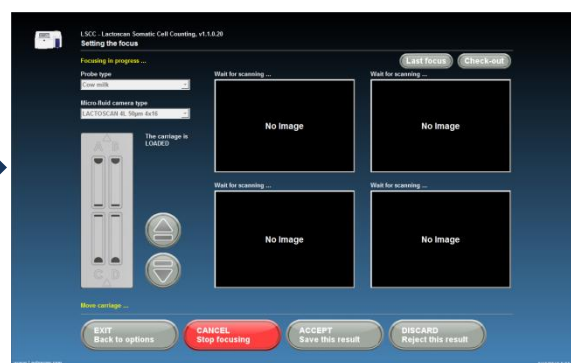 LSCC - Lactoscan Somatic Cell Counting, v1.1.0.20
Setting the focus
Focusing in progress ...
Last focus
Check-out
Probe type
Cow milk
Wait for scanning ...
Wait for scanning ...
Micro fluid camera type
LACTOSCAN 4L 50µm 4x16
The carriage is
LOADED
A B
No Image
No Image
Wait for scanning ...
Wait for scanning ...
No Image
No Image
C D
Move carriage ...
EXIT
Back to options
CANCEL
Stop focusing
ACCEPT
Save this result
DISCARD
Reject this result